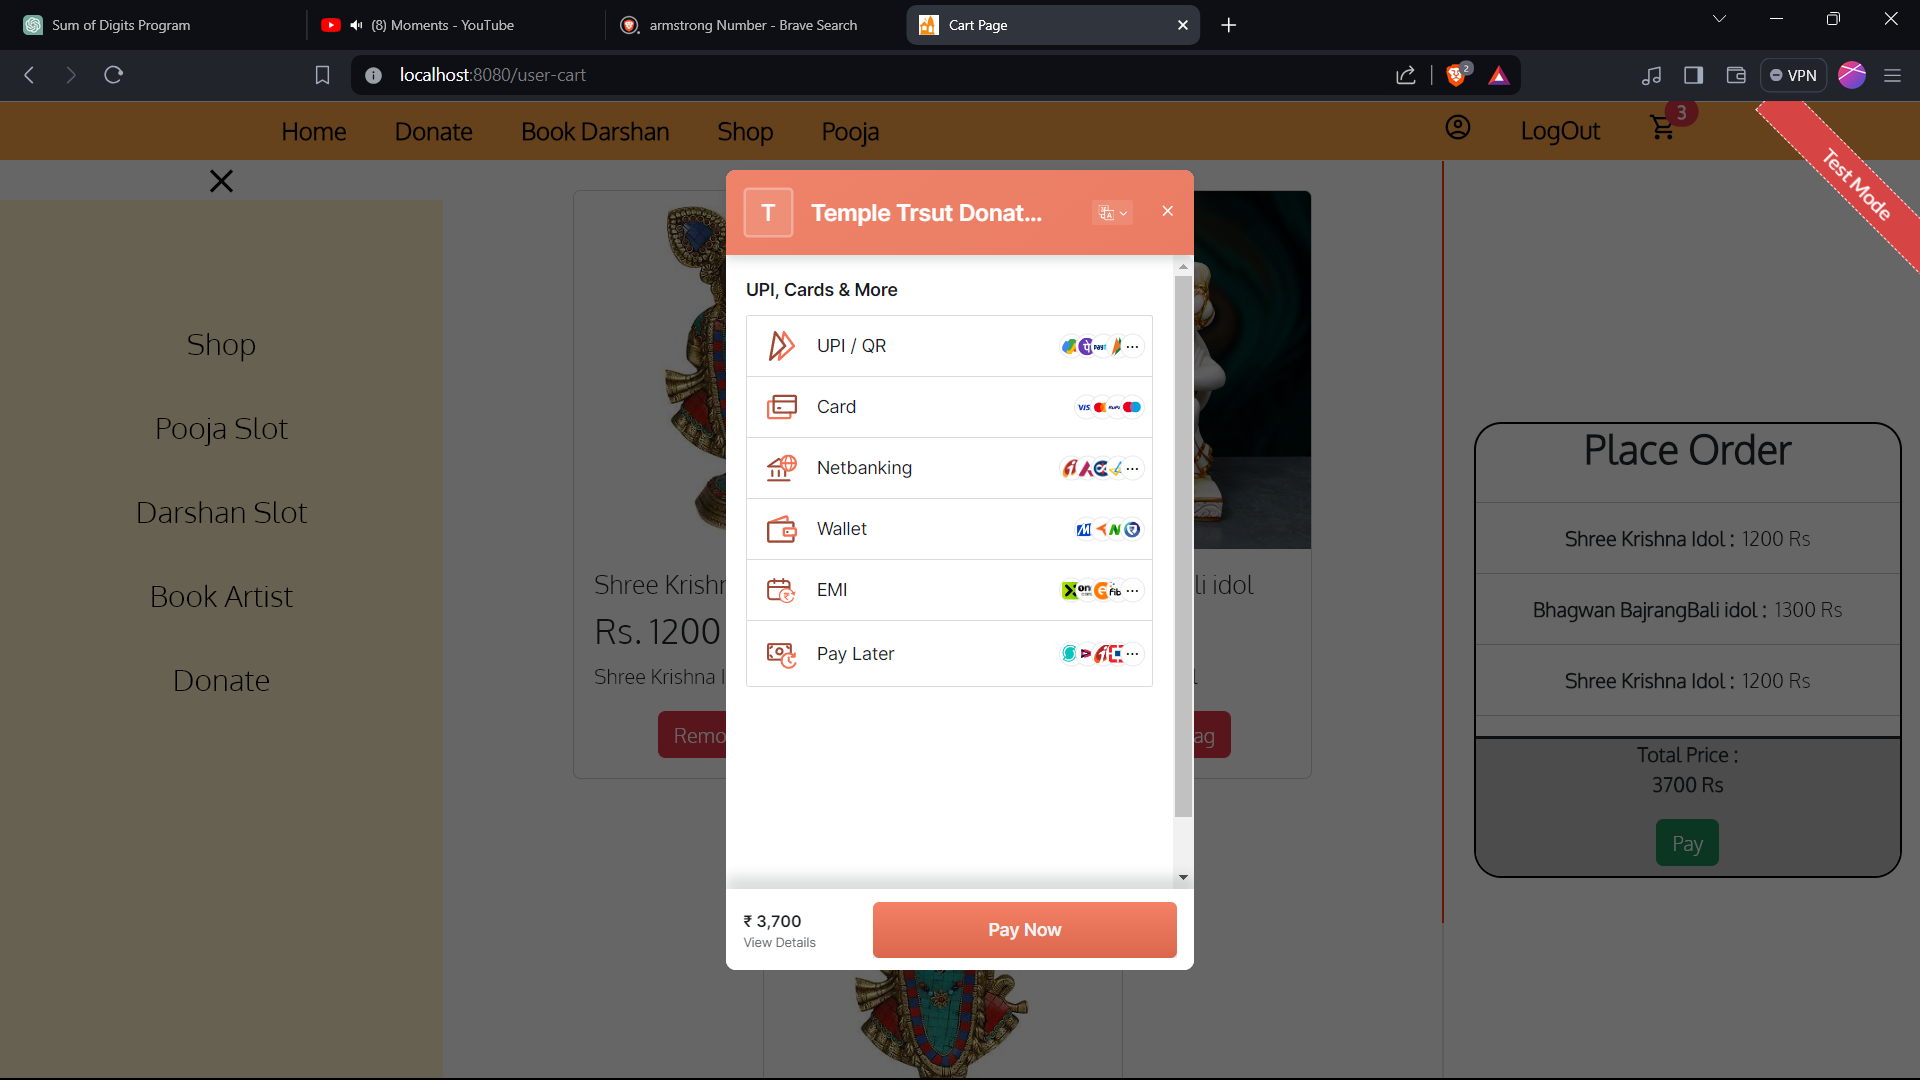 Sum of Digits Program
(8) Moments - YouTube
armstrong Number - Brave Search
Cart Page
localhost:8080/user-cart
2
VPN
Home
Donate
Book Darshan
Shop
Pooja
LogOut
3
Test Mode
Shop
Pooja Slot
Darshan Slot
Book Artist
Donate
Shree Krishn
Rs. 1200
Shree Krishna I
Remo
li idol
ag
T
Temple Trsut Donat...
UPI, Cards & More
UPI / QR
Card
VISA
Netbanking
Wallet
EMI
Pay Later
₹ 3,700
View Details
Pay Now
Place Order
Shree Krishna Idol : 1200 Rs
Bhagwan BajrangBali idol : 1300 Rs
Shree Krishna Idol : 1200 Rs
Total Price :
3700 Rs
Pay